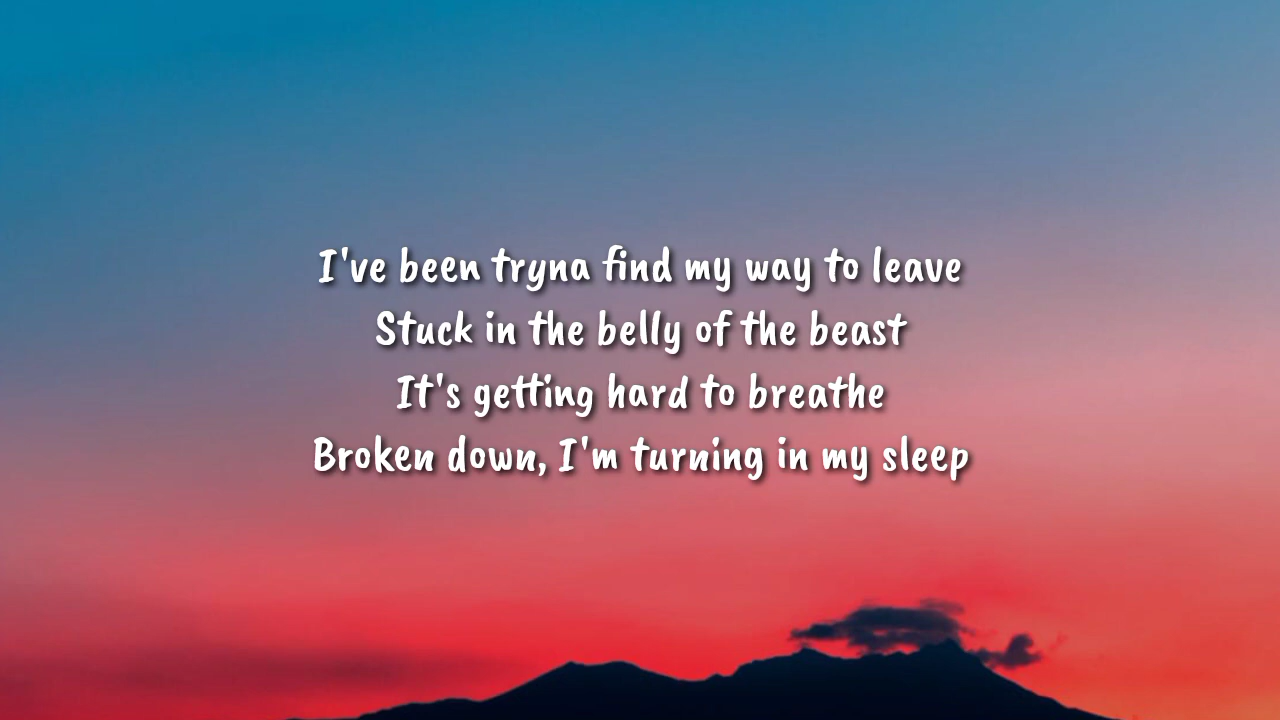 I've been tryna find my way to leave
Stuck in the belly of the beast
It's getting hard to breathe
Broken down, I'm turning in my sleep